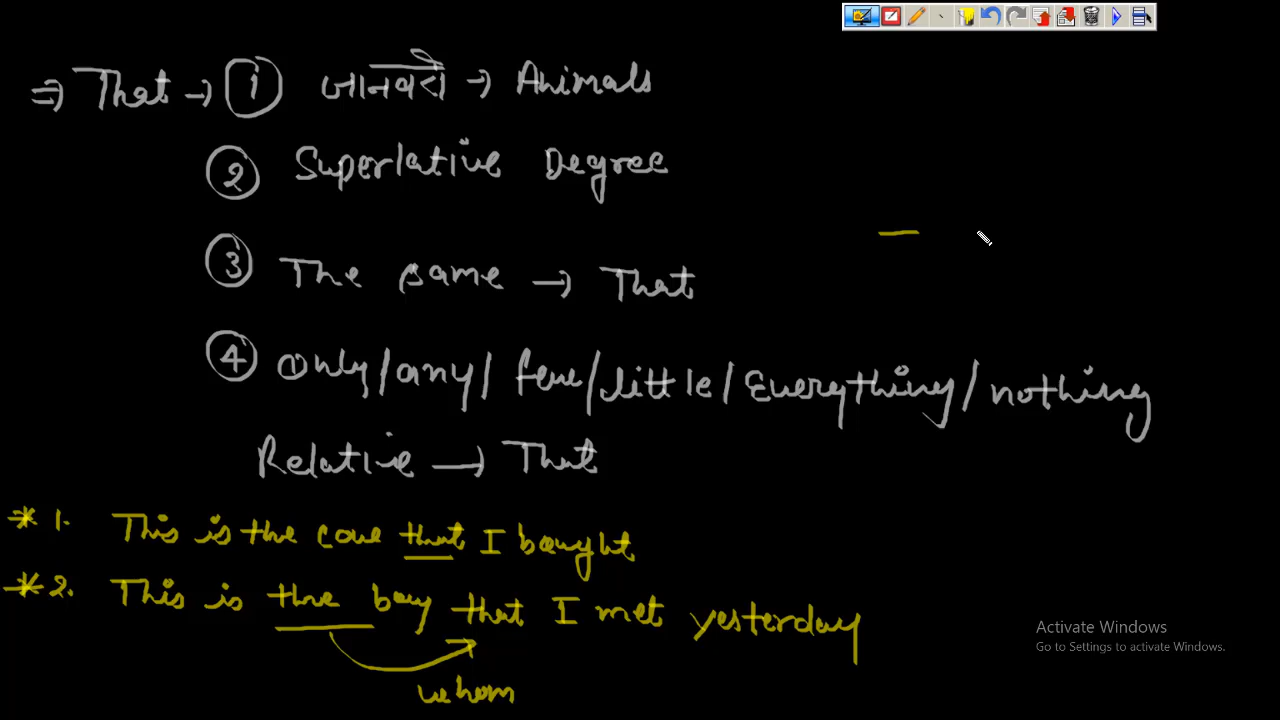 ⇒ That → ① जानवरों → Animals
② Superlative Degree
③ The same → That
④ Only/any/few/little/Everything/nothing
Relative → That
* 1. This is the cow that I bought
* 2. This is the boy that I met yesterday
whom
Activate Windows
Go to Settings to activate Windows.